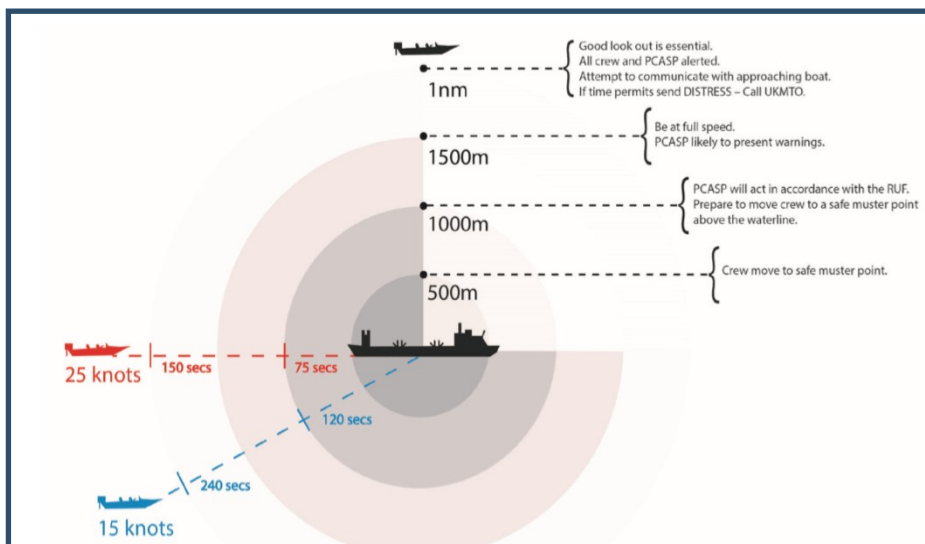 Good look out is essential.
All crew and PCASP alerted.
Attempt to communicate with approaching boat.
If time permits send DISTRESS – Call UKMTO.
1nm
Be at full speed.
PCASP likely to present warnings.
1500m
PCASP will act in accordance with the RUF.
Prepare to move crew to a safe muster point
above the waterline.
1000m
Crew move to safe muster point.
500m
25 knots
150 secs
75 secs
120 secs
240 secs
15 knots